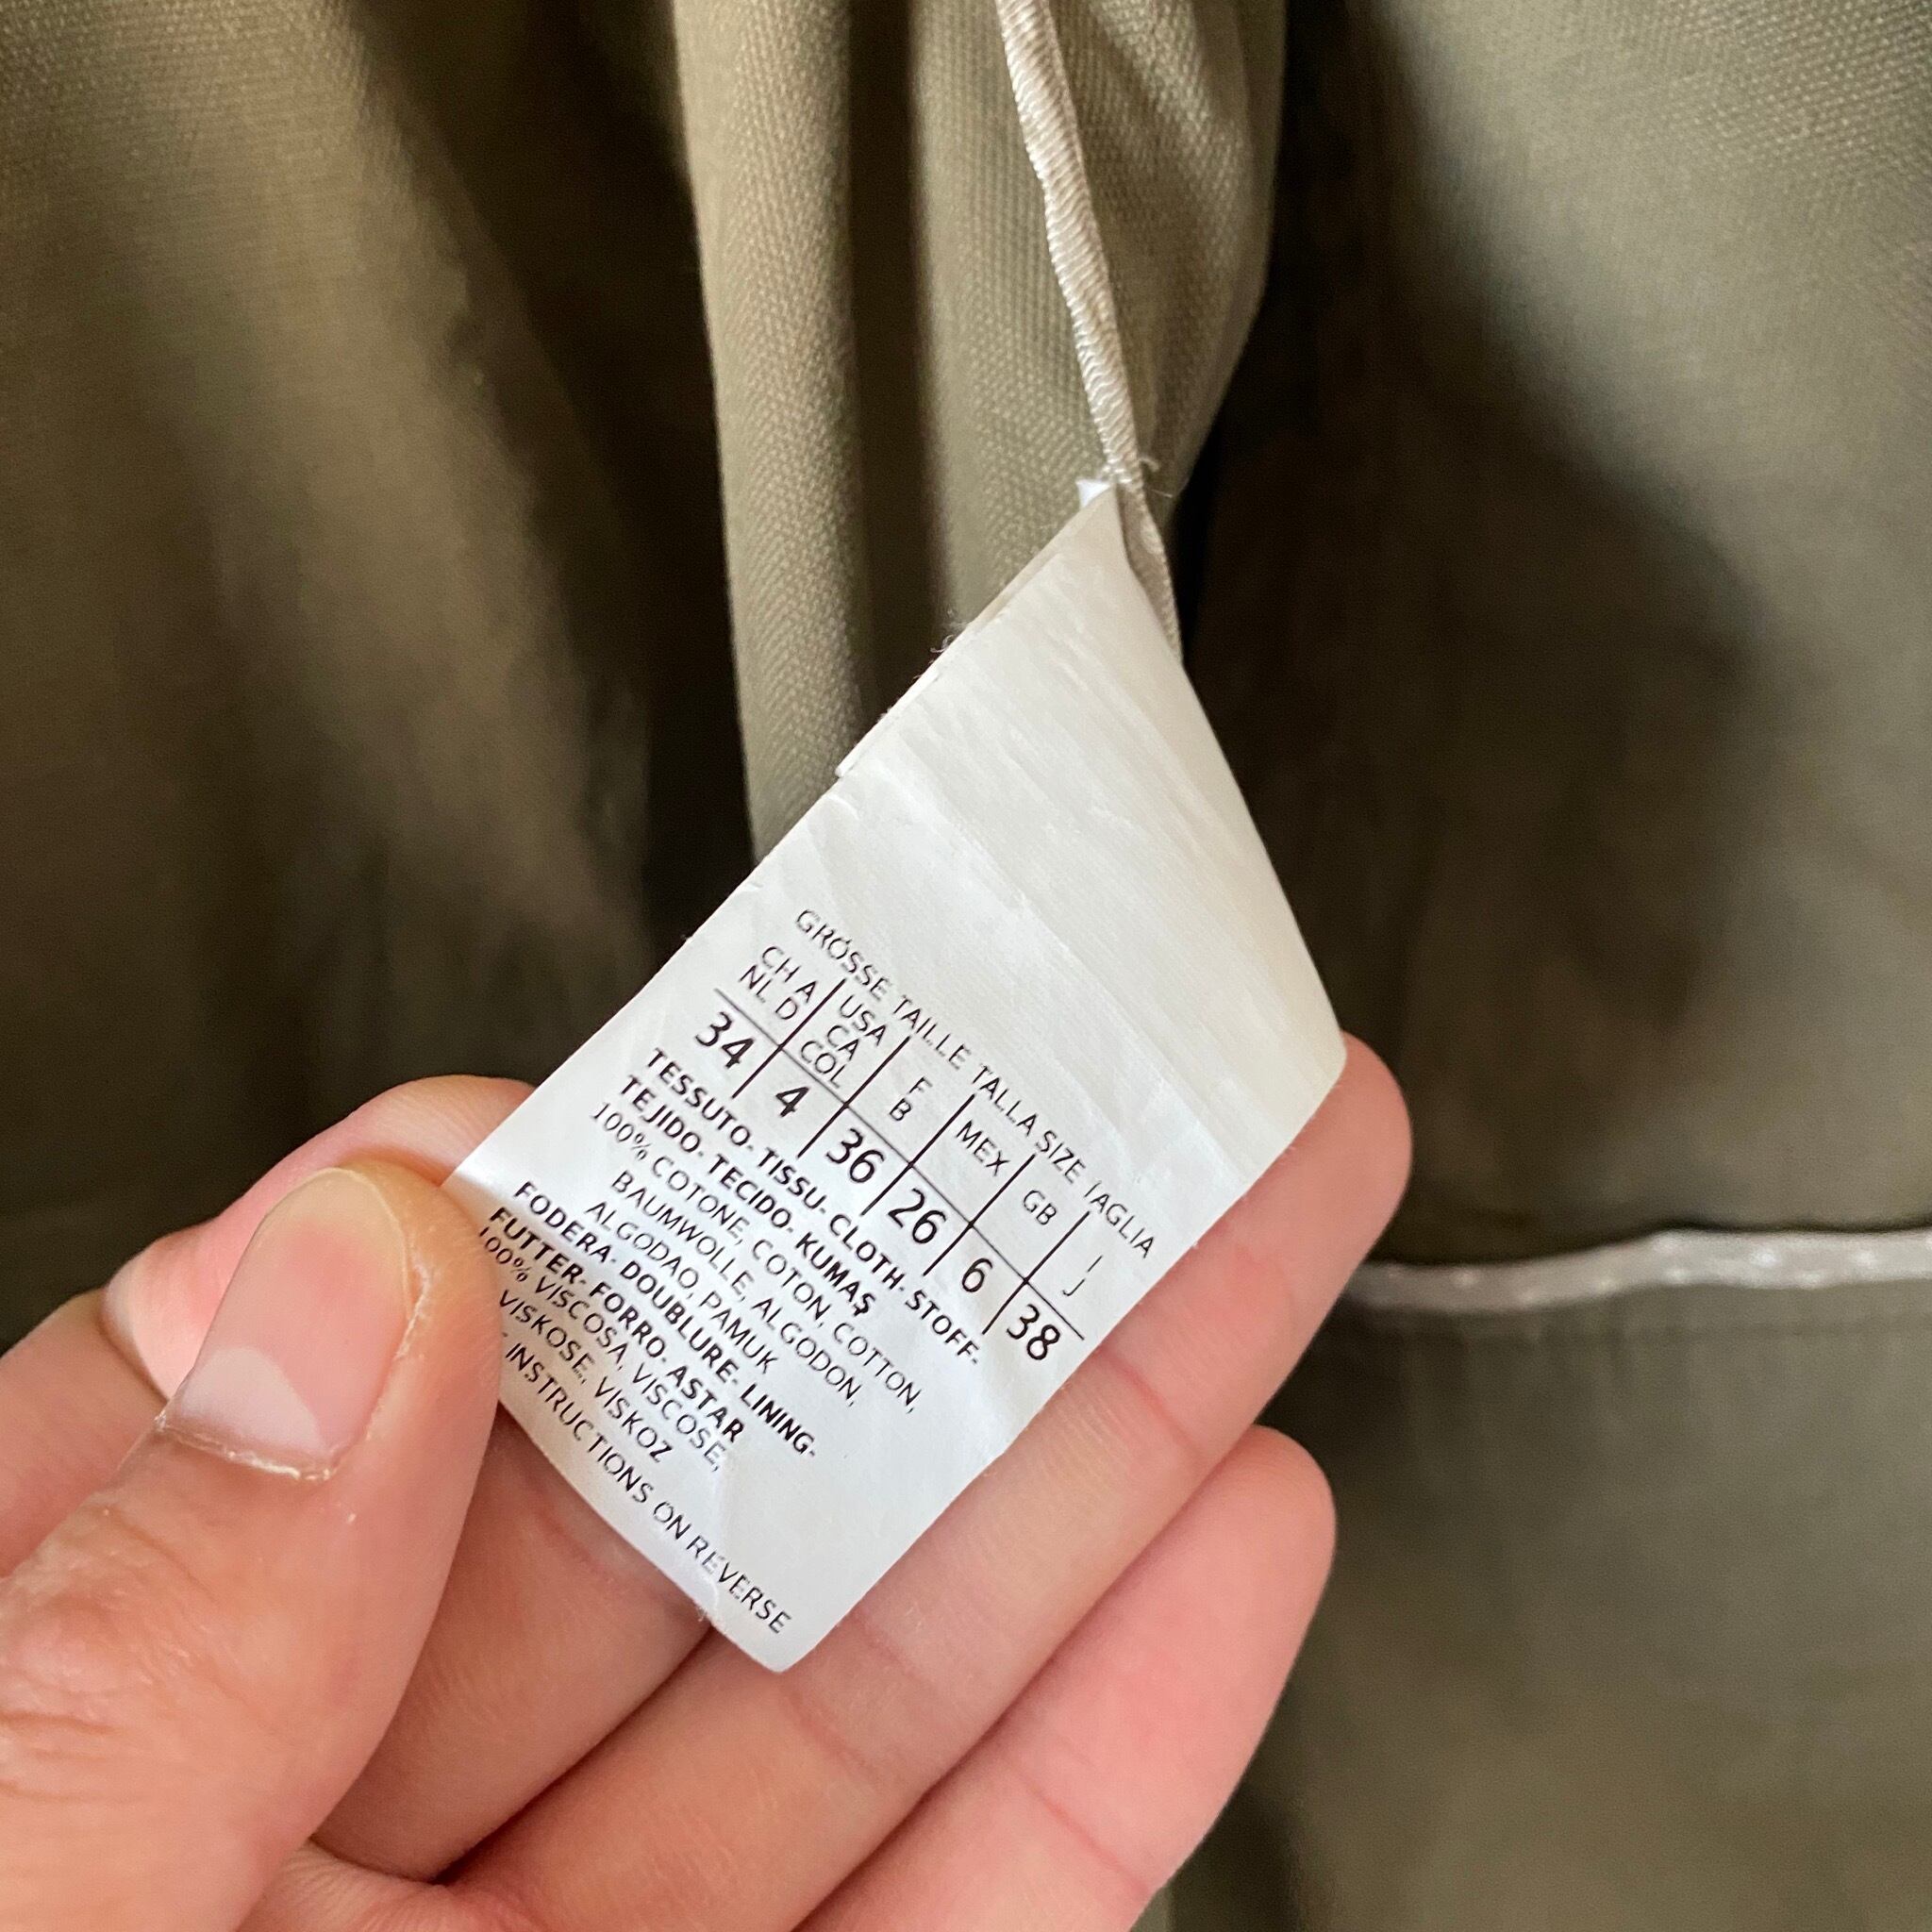 GRÖSSE TAILLE TALLA SIZE TAGLIA
CH A USA F MEX GB I
NL D CA B J
COL
34 4 36 26 6 38
TESSUTO- TISSU- CLOTH- STOFF-
TEJIDO- TECIDO- KUMAŞ
100% COTONE, COTON, COTTON,
BAUMWOLLE, ALGODON,
ALGODAO, PAMUK
FODERA- DOUBLURE- LINING-
FUTTER- FORRO- ASTAR
100% VISCOSA, VISCOSE,
VISKOSE, VISKOZ
INSTRUCTIONS ON REVERSE